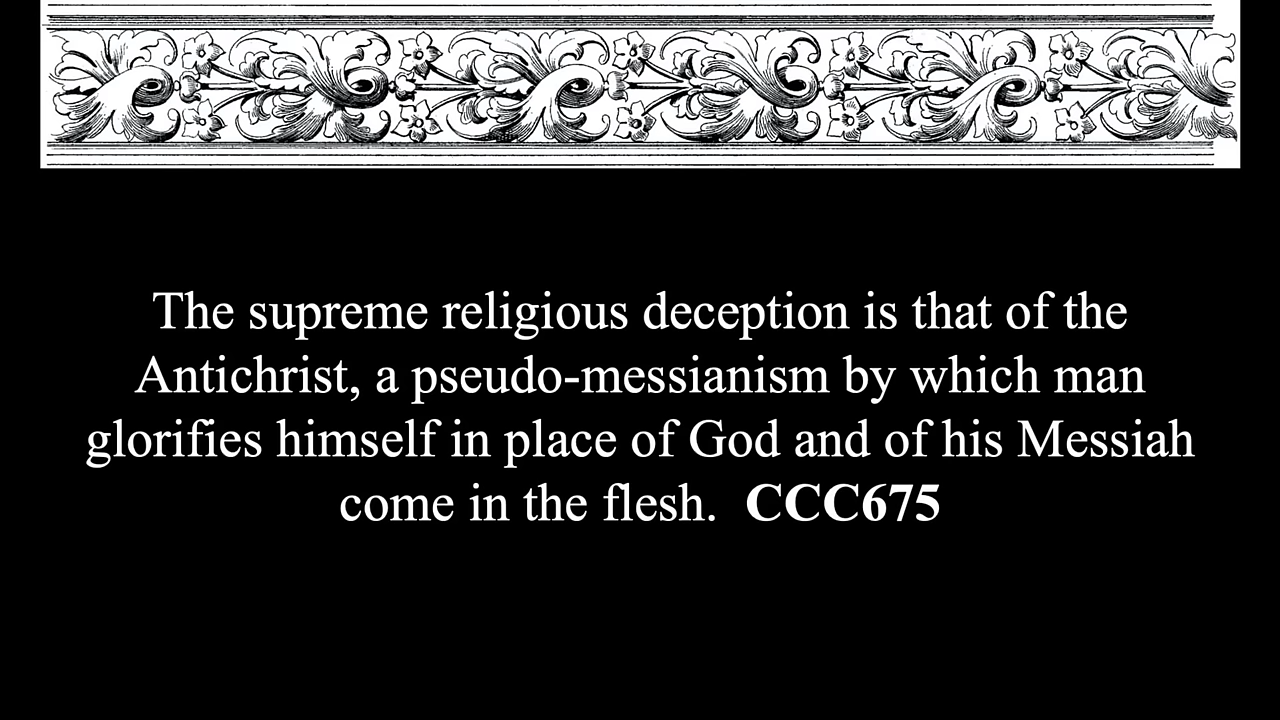 The supreme religious deception is that of the
Antichrist, a pseudo-messianism by which man
glorifies himself in place of God and of his Messiah
come in the flesh.  CCC675